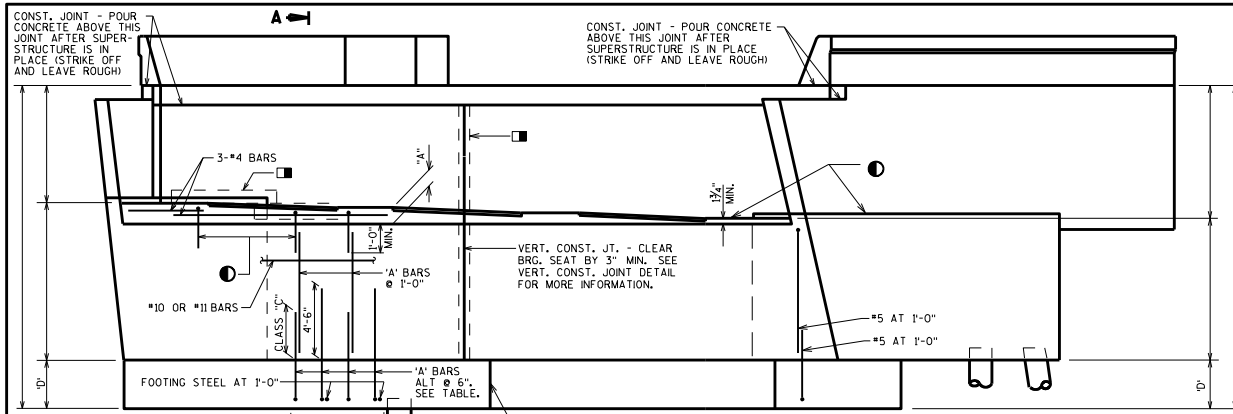 CONST. JOINT - POUR
CONCRETE ABOVE THIS
JOINT AFTER SUPER-
STRUCTURE IS IN
PLACE (STRIKE OFF
AND LEAVE ROUGH)
A
CONST. JOINT - POUR CONCRETE
ABOVE THIS JOINT AFTER
SUPERSTRUCTURE IS IN PLACE
(STRIKE OFF AND LEAVE ROUGH)
3-#4 BARS
"A"
1'-0"
MIN.
1¾"
MIN.
VERT. CONST. JT. - CLEAR
BRG. SEAT BY 3" MIN. SEE
VERT. CONST. JOINT DETAIL
FOR MORE INFORMATION.
'A' BARS
@ 1'-0"
#10 OR #11 BARS
CLASS "C"
4'-6"
#5 AT 1'-0"
#5 AT 1'-0"
'D'
FOOTING STEEL AT 1'-0"
'A' BARS
ALT @ 6".
SEE TABLE.
'D'